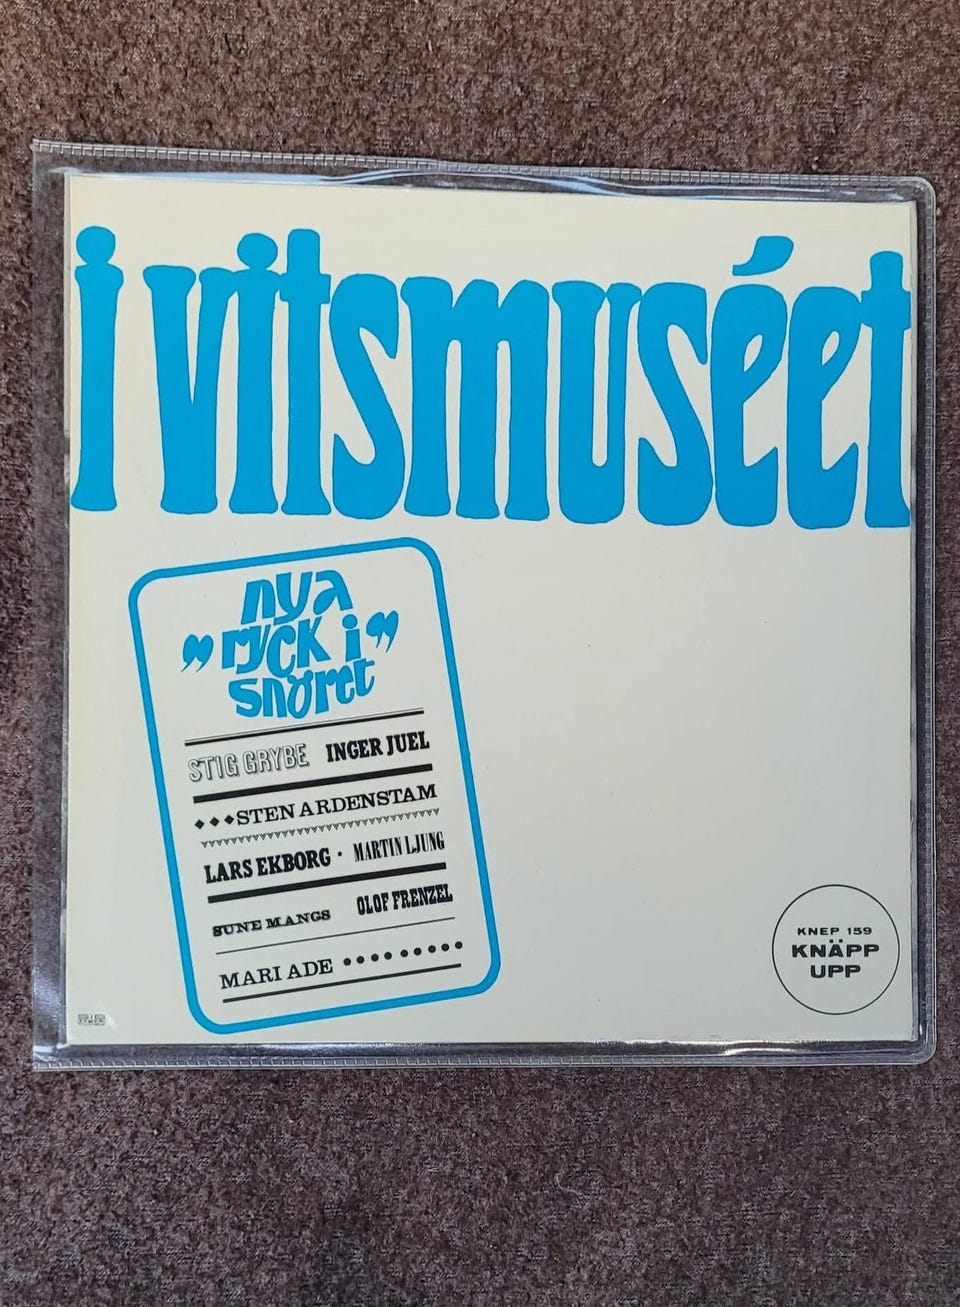 i vitsmuséet
nya
"ryck i"
snöret
STIG GRYBE INGER JUEL
STEN ARDENSTAM
LARS EKBORG · MARTIN LJUNG
SUNE MANGS OLOF FRENZEL
MARI ADE
KNEP 159
KNÄPP
UPP